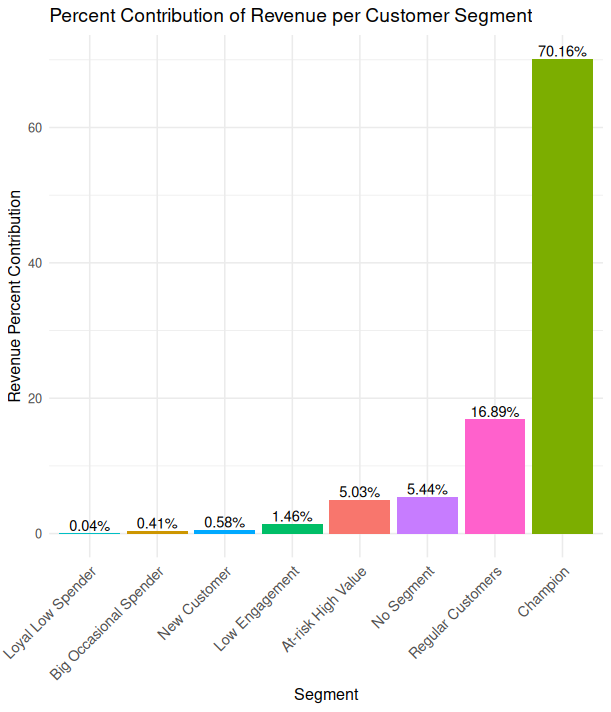 Percent Contribution of Revenue per Customer Segment
Revenue Percent Contribution
60
40
20
0
0.04%
0.41%
0.58%
1.46%
5.03%
5.44%
16.89%
70.16%
Loyal Low Spender
Big Occasional Spender
New Customer
Low Engagement
At-risk High Value
No Segment
Regular Customers
Champion
Segment